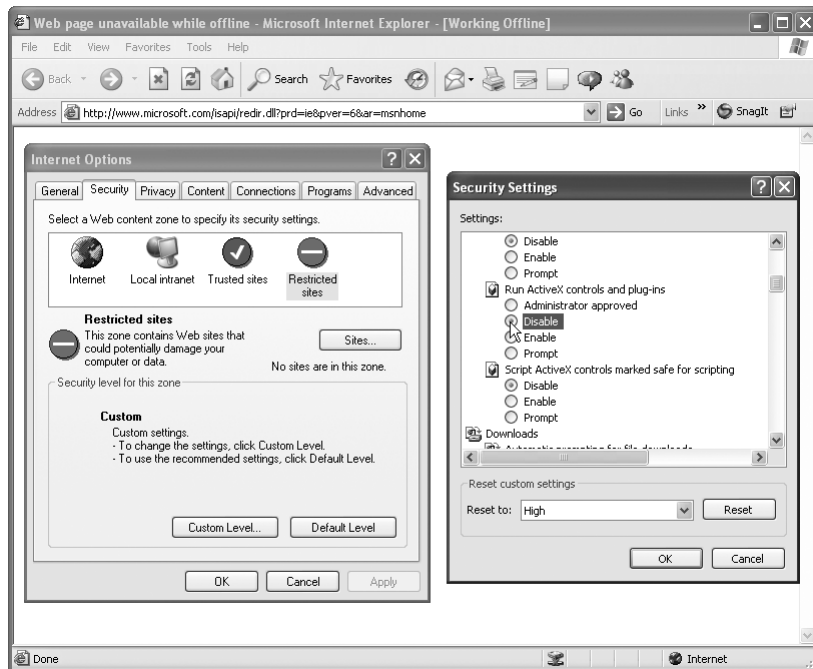 Web page unavailable while offline - Microsoft Internet Explorer - [Working Offline]
File Edit View Favorites Tools Help
Back Search Favorites
Address http://www.microsoft.com/isapi/redir.dll?prd=ie&pver=6&ar=msnhome Go Links » SnagIt
Internet Options
General Security Privacy Content Connections Programs Advanced
Select a Web content zone to specify its security settings.
Internet Local intranet Trusted sites Restricted
sites
Restricted sites
This zone contains Web sites that
could potentially damage your
computer or data.
Sites...
No sites are in this zone.
Security level for this zone
Custom
Custom settings.
- To change the settings, click Custom Level.
- To use the recommended settings, click Default Level.
Custom Level... Default Level
OK Cancel Apply
Security Settings
Settings:
Disable
Enable
Prompt
Run ActiveX controls and plug-ins
Administrator approved
Disable
Enable
Prompt
Script ActiveX controls marked safe for scripting
Disable
Enable
Prompt
Downloads
Automatic prompting for file downloads
Reset custom settings
Reset to: High Reset
OK Cancel
Done Internet